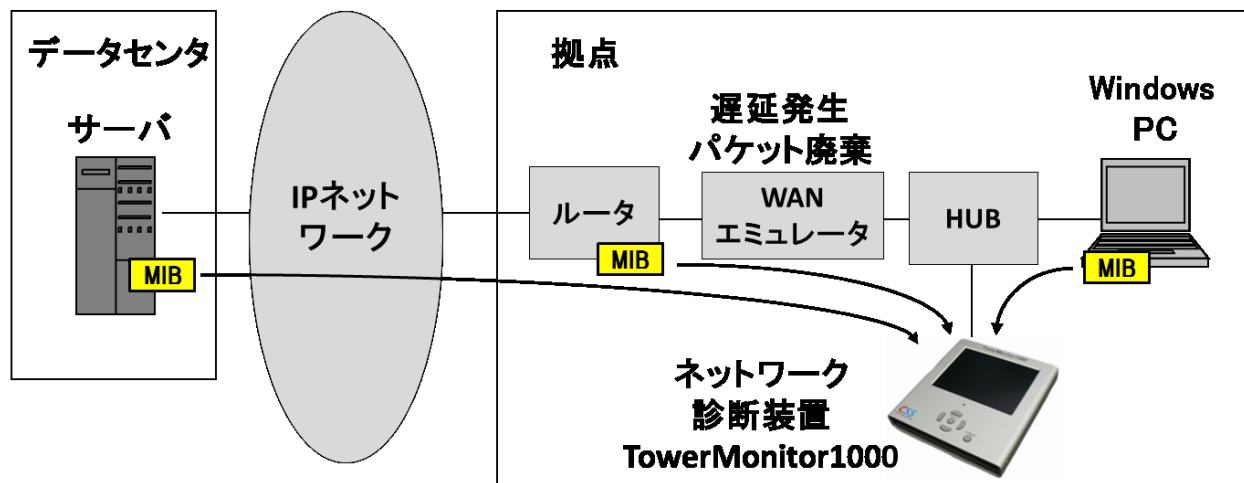 データセンタ
サーバ
MIB
IPネット
ワーク
拠点
ルータ
MIB
遅延発生
パケット廃棄
WAN
エミュレータ
HUB
Windows
PC
MIB
ネットワーク
診断装置
TowerMonitor1000
TowerMonitor1000
CSS